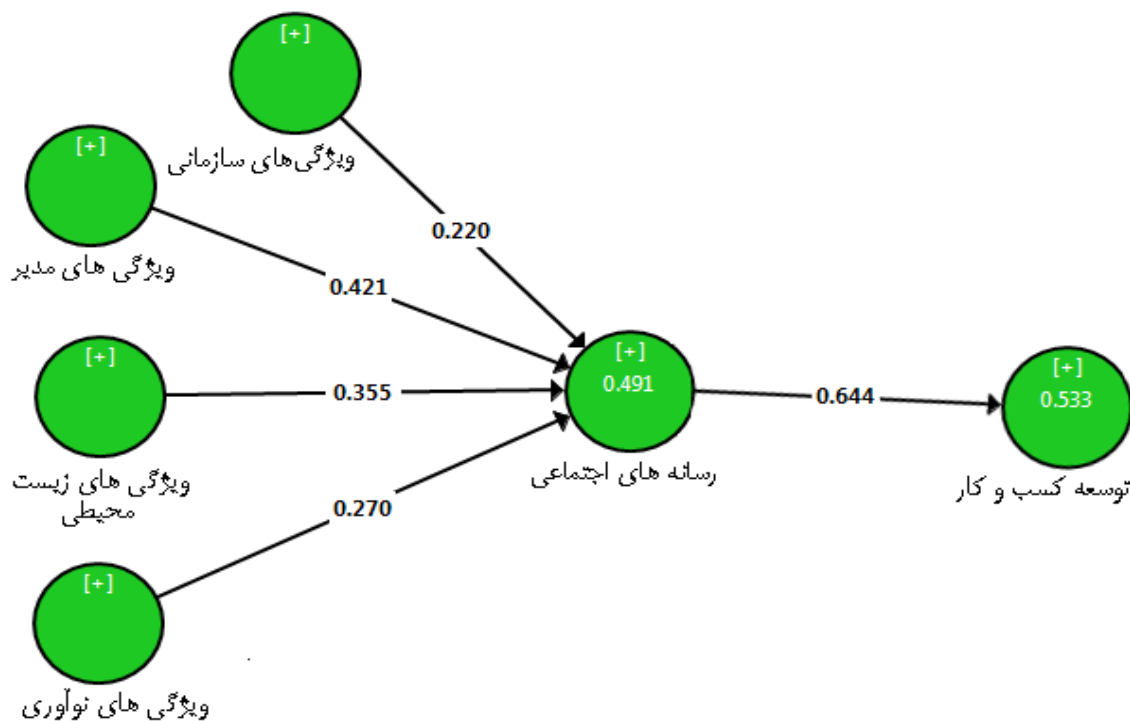 [+]
ویژگی‌های سازمانی
[+]
ویژگی های مدیر
0.220
0.421
[+]
ویژگی های زیست
محیطی
0.355
[+]
0.491
رسانه های اجتماعی
0.644
[+]
0.533
توسعه کسب و کار
0.270
[+]
ویژگی های نوآوری